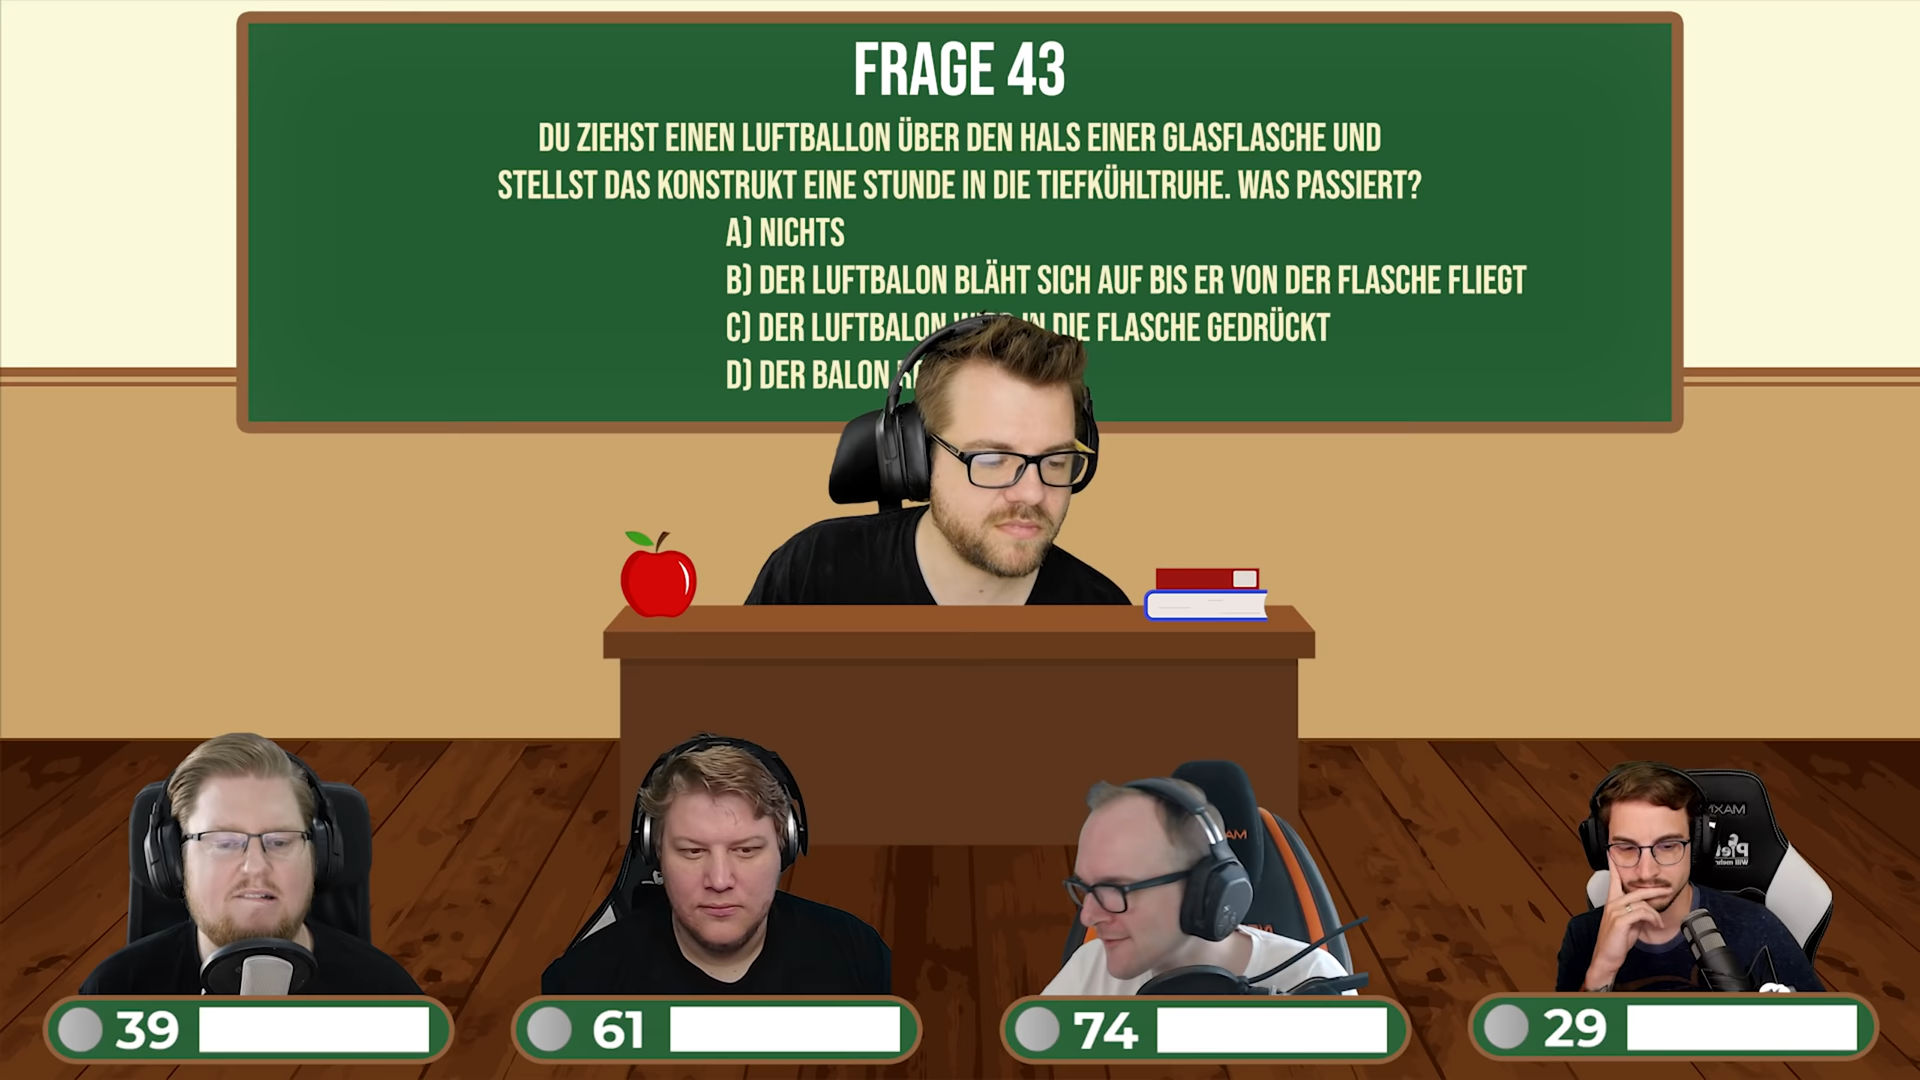 FRAGE 43
DU ZIEHST EINEN LUFTBALLON ÜBER DEN HALS EINER GLASFLASCHE UND
STELLST DAS KONSTRUKT EINE STUNDE IN DIE TIEFKÜHLTRUHE. WAS PASSIERT?
A) NICHTS
B) DER LUFTBALON BLÄHT SICH AUF BIS ER VON DER FLASCHE FLIEGT
C) DER LUFTBALON IN DIE FLASCHE GEDRÜCKT
D) DER BALON
39
61
74
29